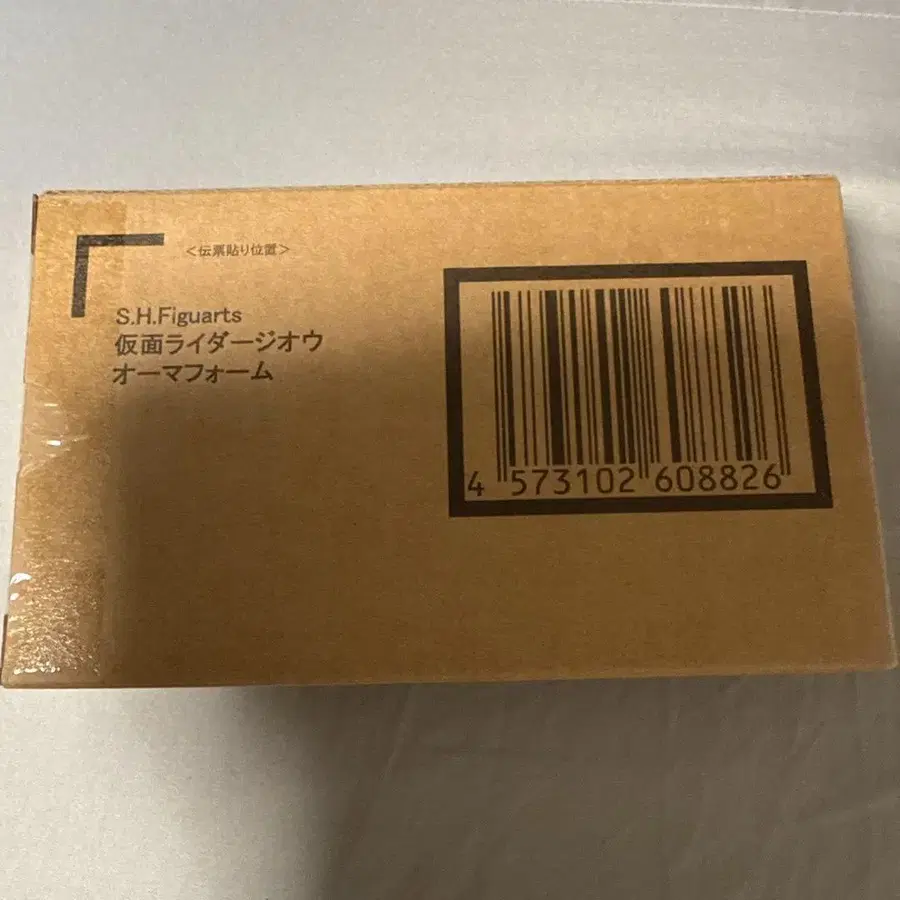 <伝票貼り位置>
S.H.Figuarts
仮面ライダージオウ
オーマフォーム
4 573102 608826